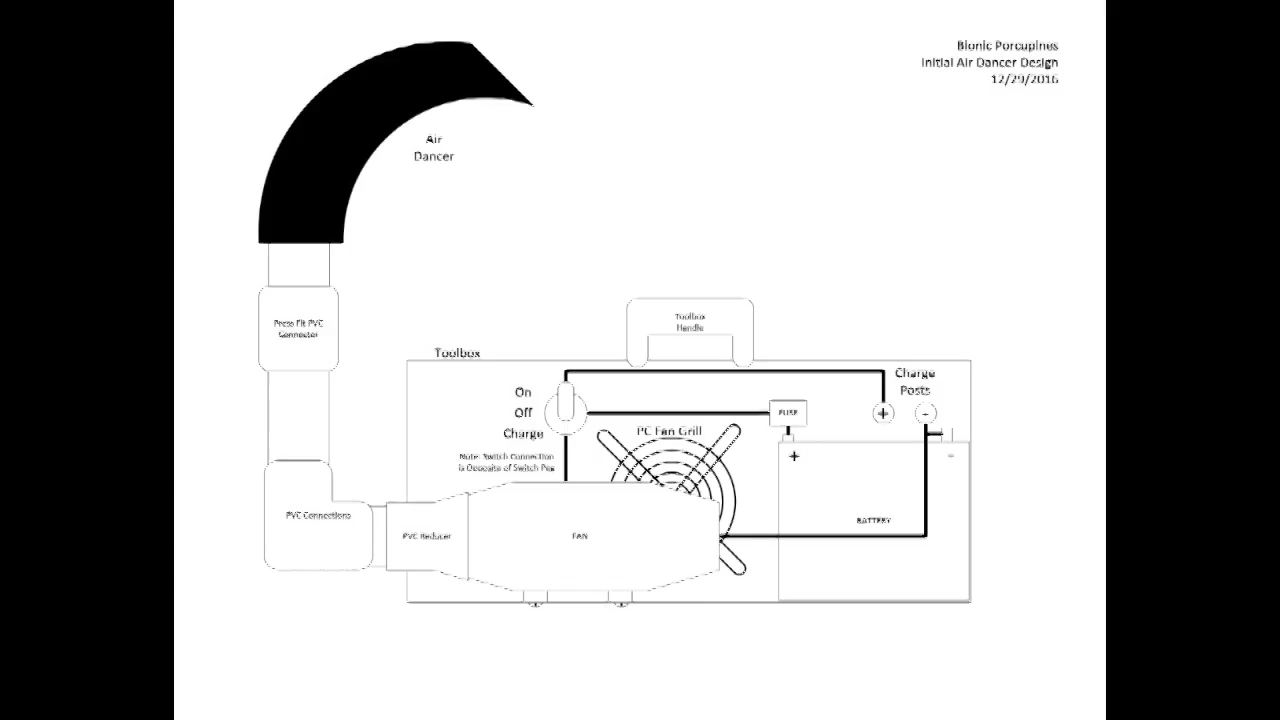 Bionic Porcupines
Initial Air Dancer Design
12/29/2016
Air
Dancer
Press Fit PVC
Connector
Toolbox
Handle
Toolbox
Charge
Posts
On
Off
Charge
FUSE
+
-
PC Fan Grill
Note: Switch Connection
is Opposite of Switch Pos
+
-
PVC Connections
PVC Reducer
FAN
BATTERY